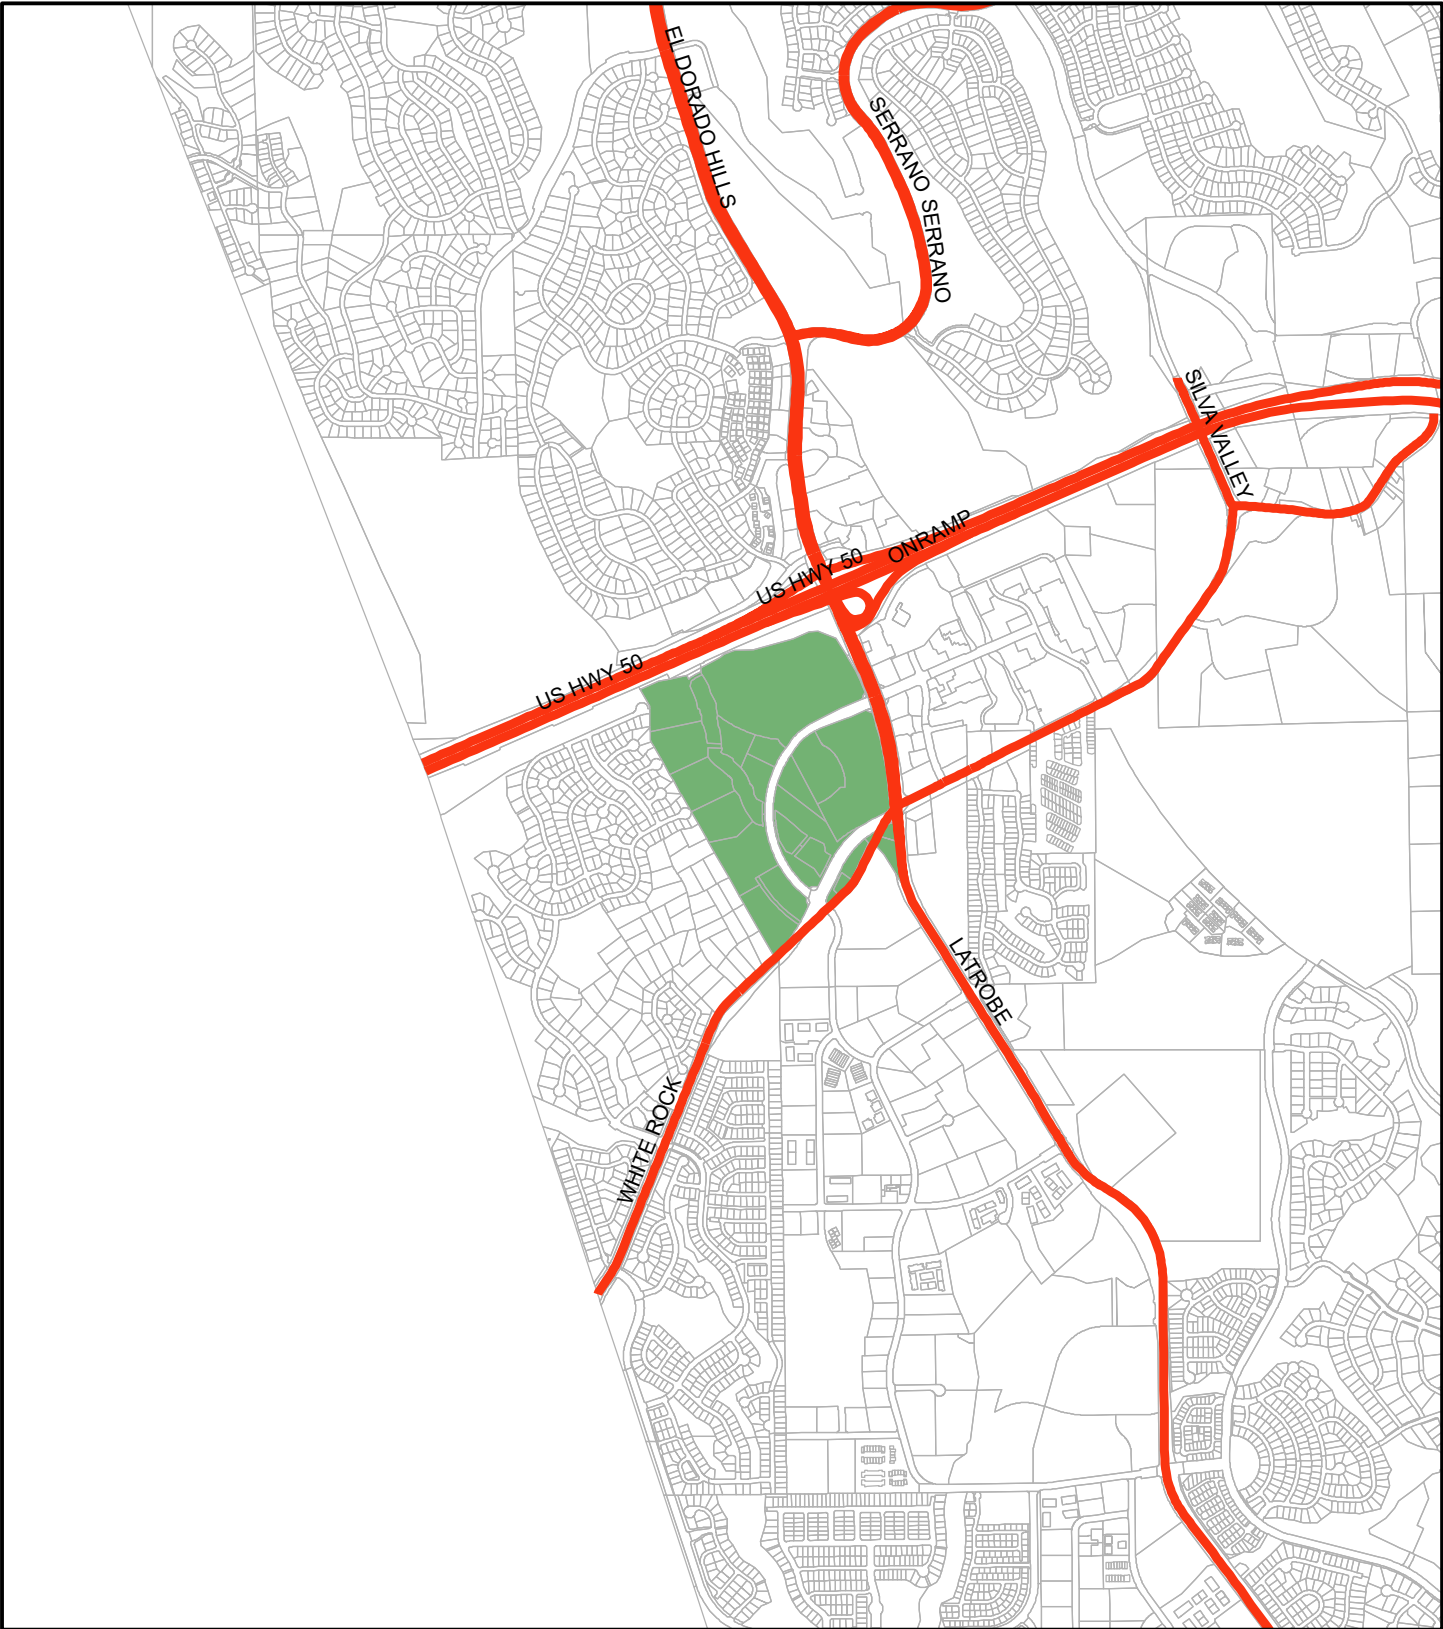 EL DORADO HILLS
SERRANO SERRANO
SILVA VALLEY
ONRAMP
US HWY 50
US HWY 50
LATROBE
WHITE ROCK